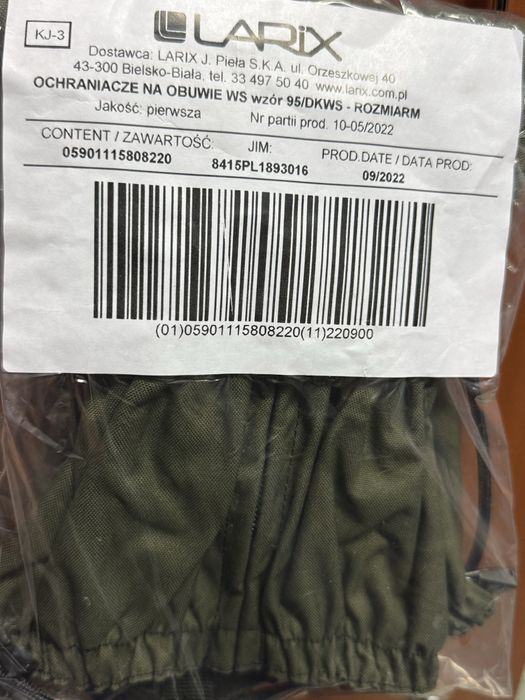 KJ-3
LARiX
Dostawca: LARIX J. Pieła S.K.A. ul. Orzeszkowej 40
43-300 Bielsko-Biała, tel. 33 497 50 40 www.larix.com.pl
OCHRANIACZE NA OBUWIE WS wzór 95/DKWS - ROZMIARM
Jakość: pierwsza Nr partii prod. 10-05/2022
CONTENT / ZAWARTOŚĆ: JIM: PROD.DATE / DATA PROD:
05901115808220 8415PL1893016 09/2022
(01)05901115808220(11)220900